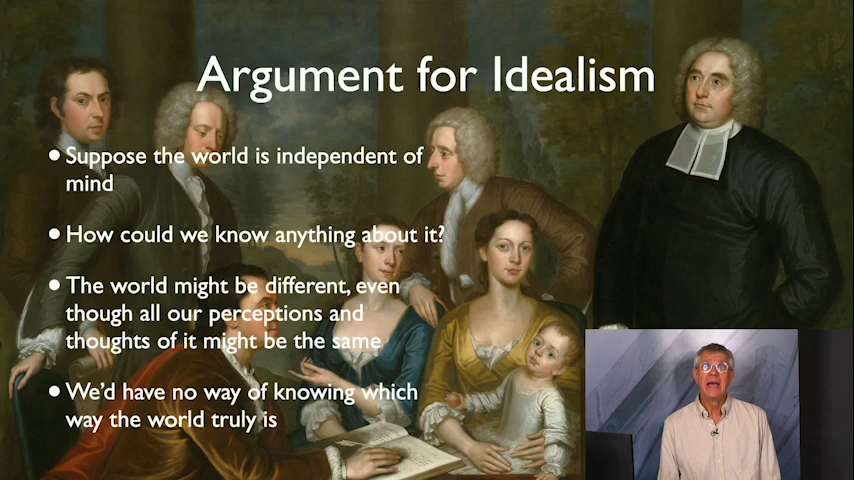 Argument for Idealism
• Suppose the world is independent of
mind
• How could we know anything about it?
• The world might be different, even
though all our perceptions and
thoughts of it might be the same
• We'd have no way of knowing which
way the world truly is